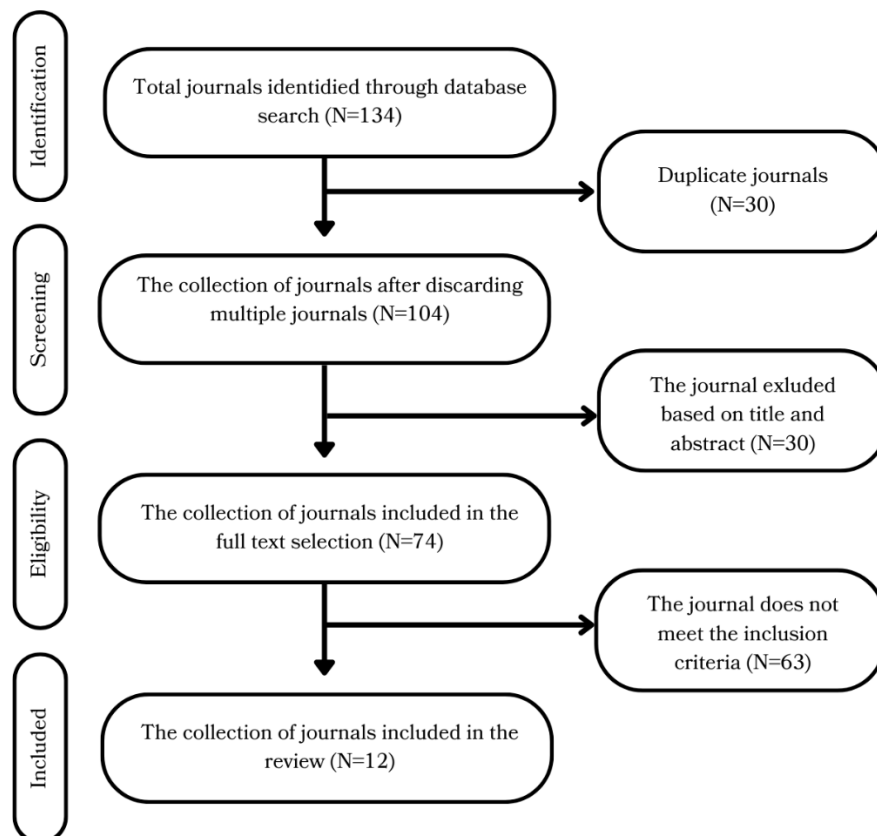 Identification
Total journals identidied through database
search (N=134)
Duplicate journals
(N=30)
Screening
The collection of journals after discarding
multiple journals (N=104)
The journal exluded
based on title and
abstract (N=30)
Eligibility
The collection of journals included in the
full text selection (N=74)
The journal does not
meet the inclusion
criteria (N=63)
Included
The collection of journals included in the
review (N=12)